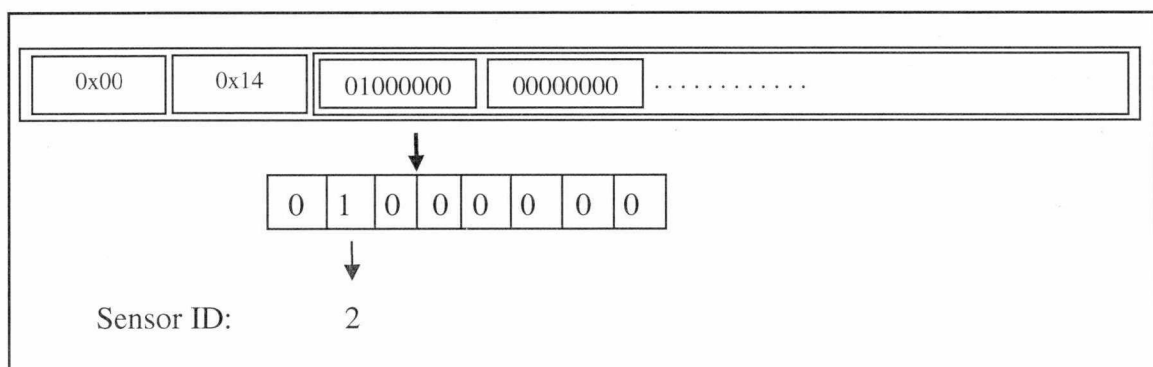 0x00 0x14 01000000 00000000 . . . . . . . . . . . .
0 1 0 0 0 0 0 0
Sensor ID: 2